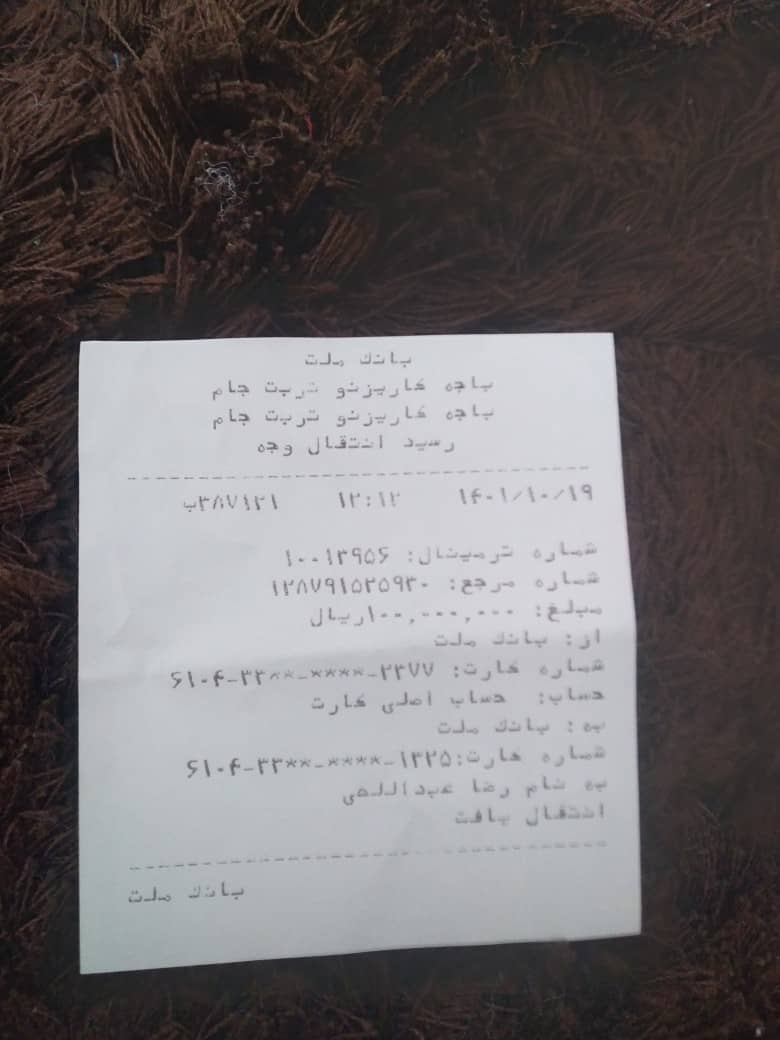 بانک ملت
باجه کاریزنو تربت جام
باجه کاریزنو تربت جام
رسید انتقال وجه
۱۴۰۱/۱۰/۱۹ ۱۲:۱۲ ۳۸۷۱۲۱ب
شماره ترمینال: ۱۰۰۱۳۹۵۶
شماره مرجع: ۱۲۸۷۹۱۵۲۵۹۳۰
مبلغ: ۱۰۰,۰۰۰,۰۰۰ریال
از: بانک ملت
شماره کارت: ۶۱۰۴-۳۳**-****-۲۳۷۷
حساب: حساب اصلی کارت
به: بانک ملت
شماره کارت:۶۱۰۴-۳۳**-****-۱۳۲۵
به نام رضا عبداللهی
انتقال یافت
بانک ملت